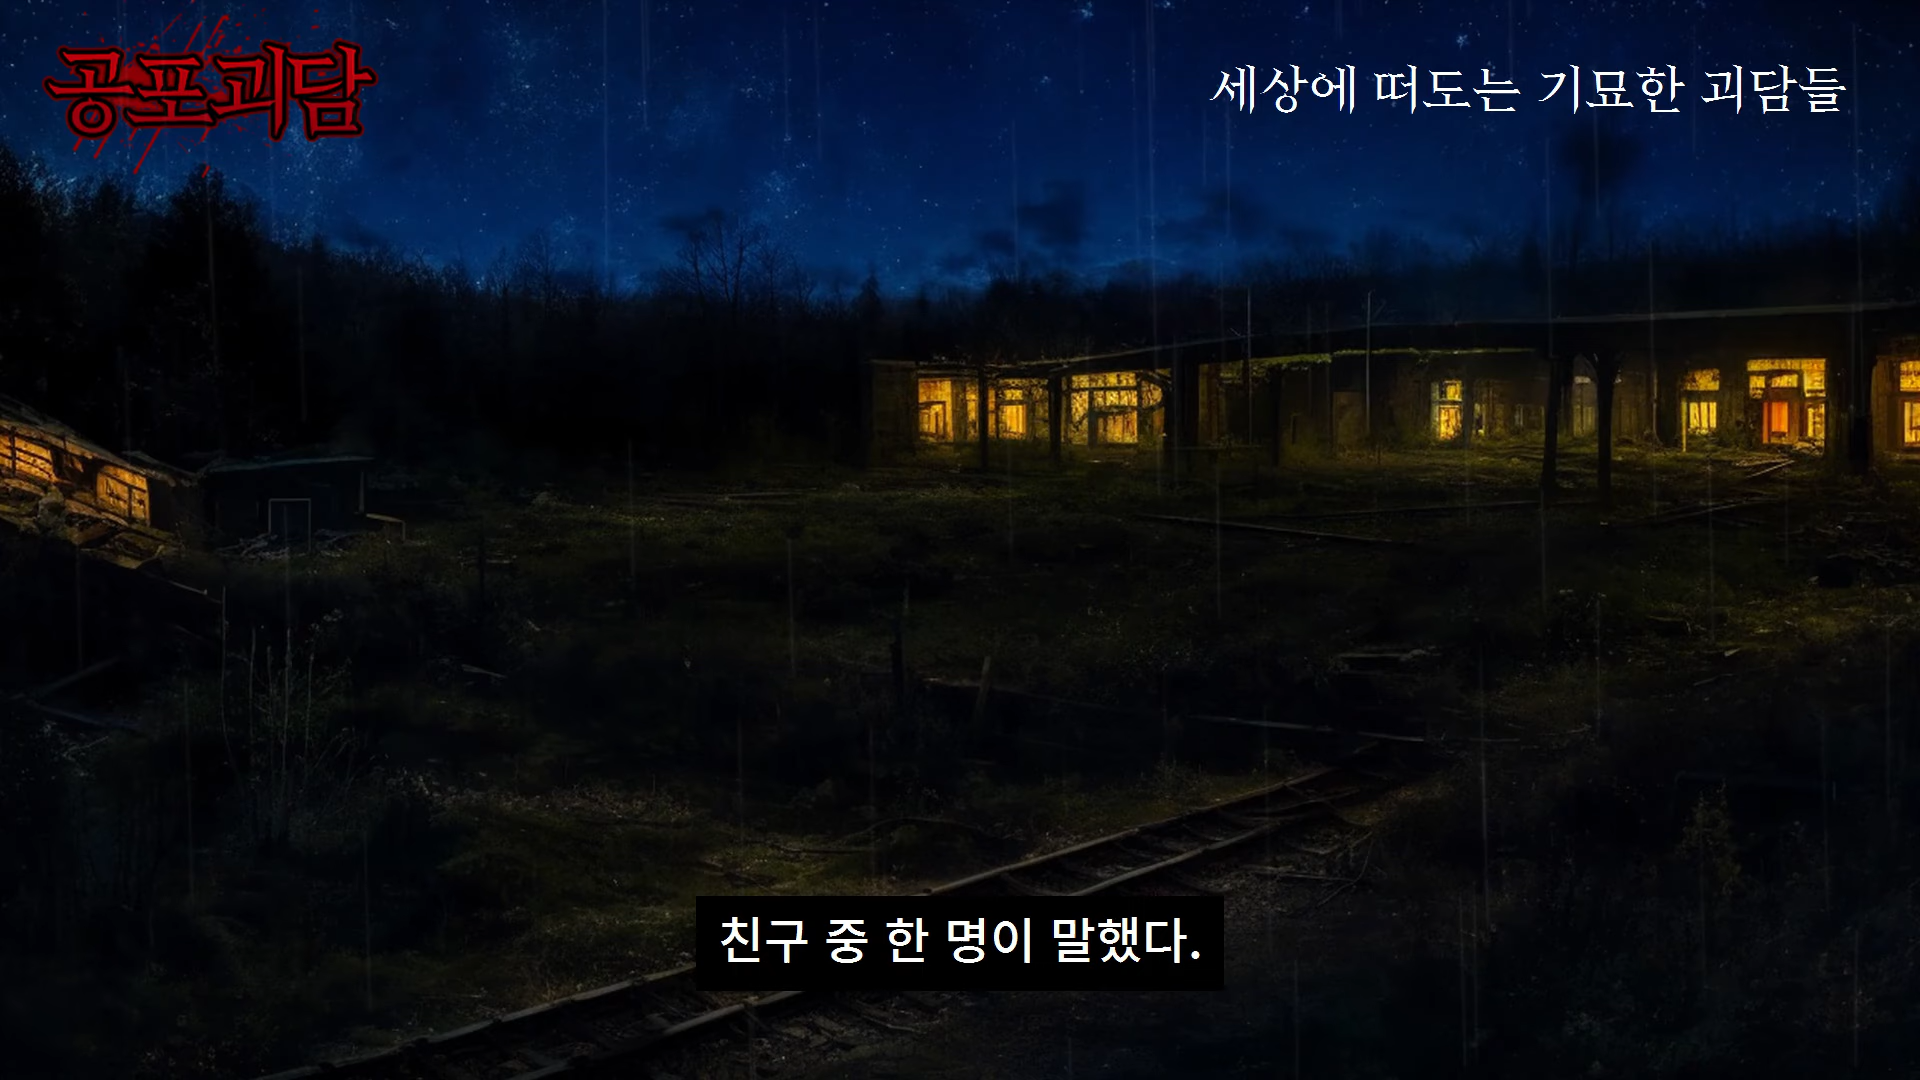 공포괴담
세상에 떠도는 기묘한 괴담들
친구 중 한 명이 말했다.